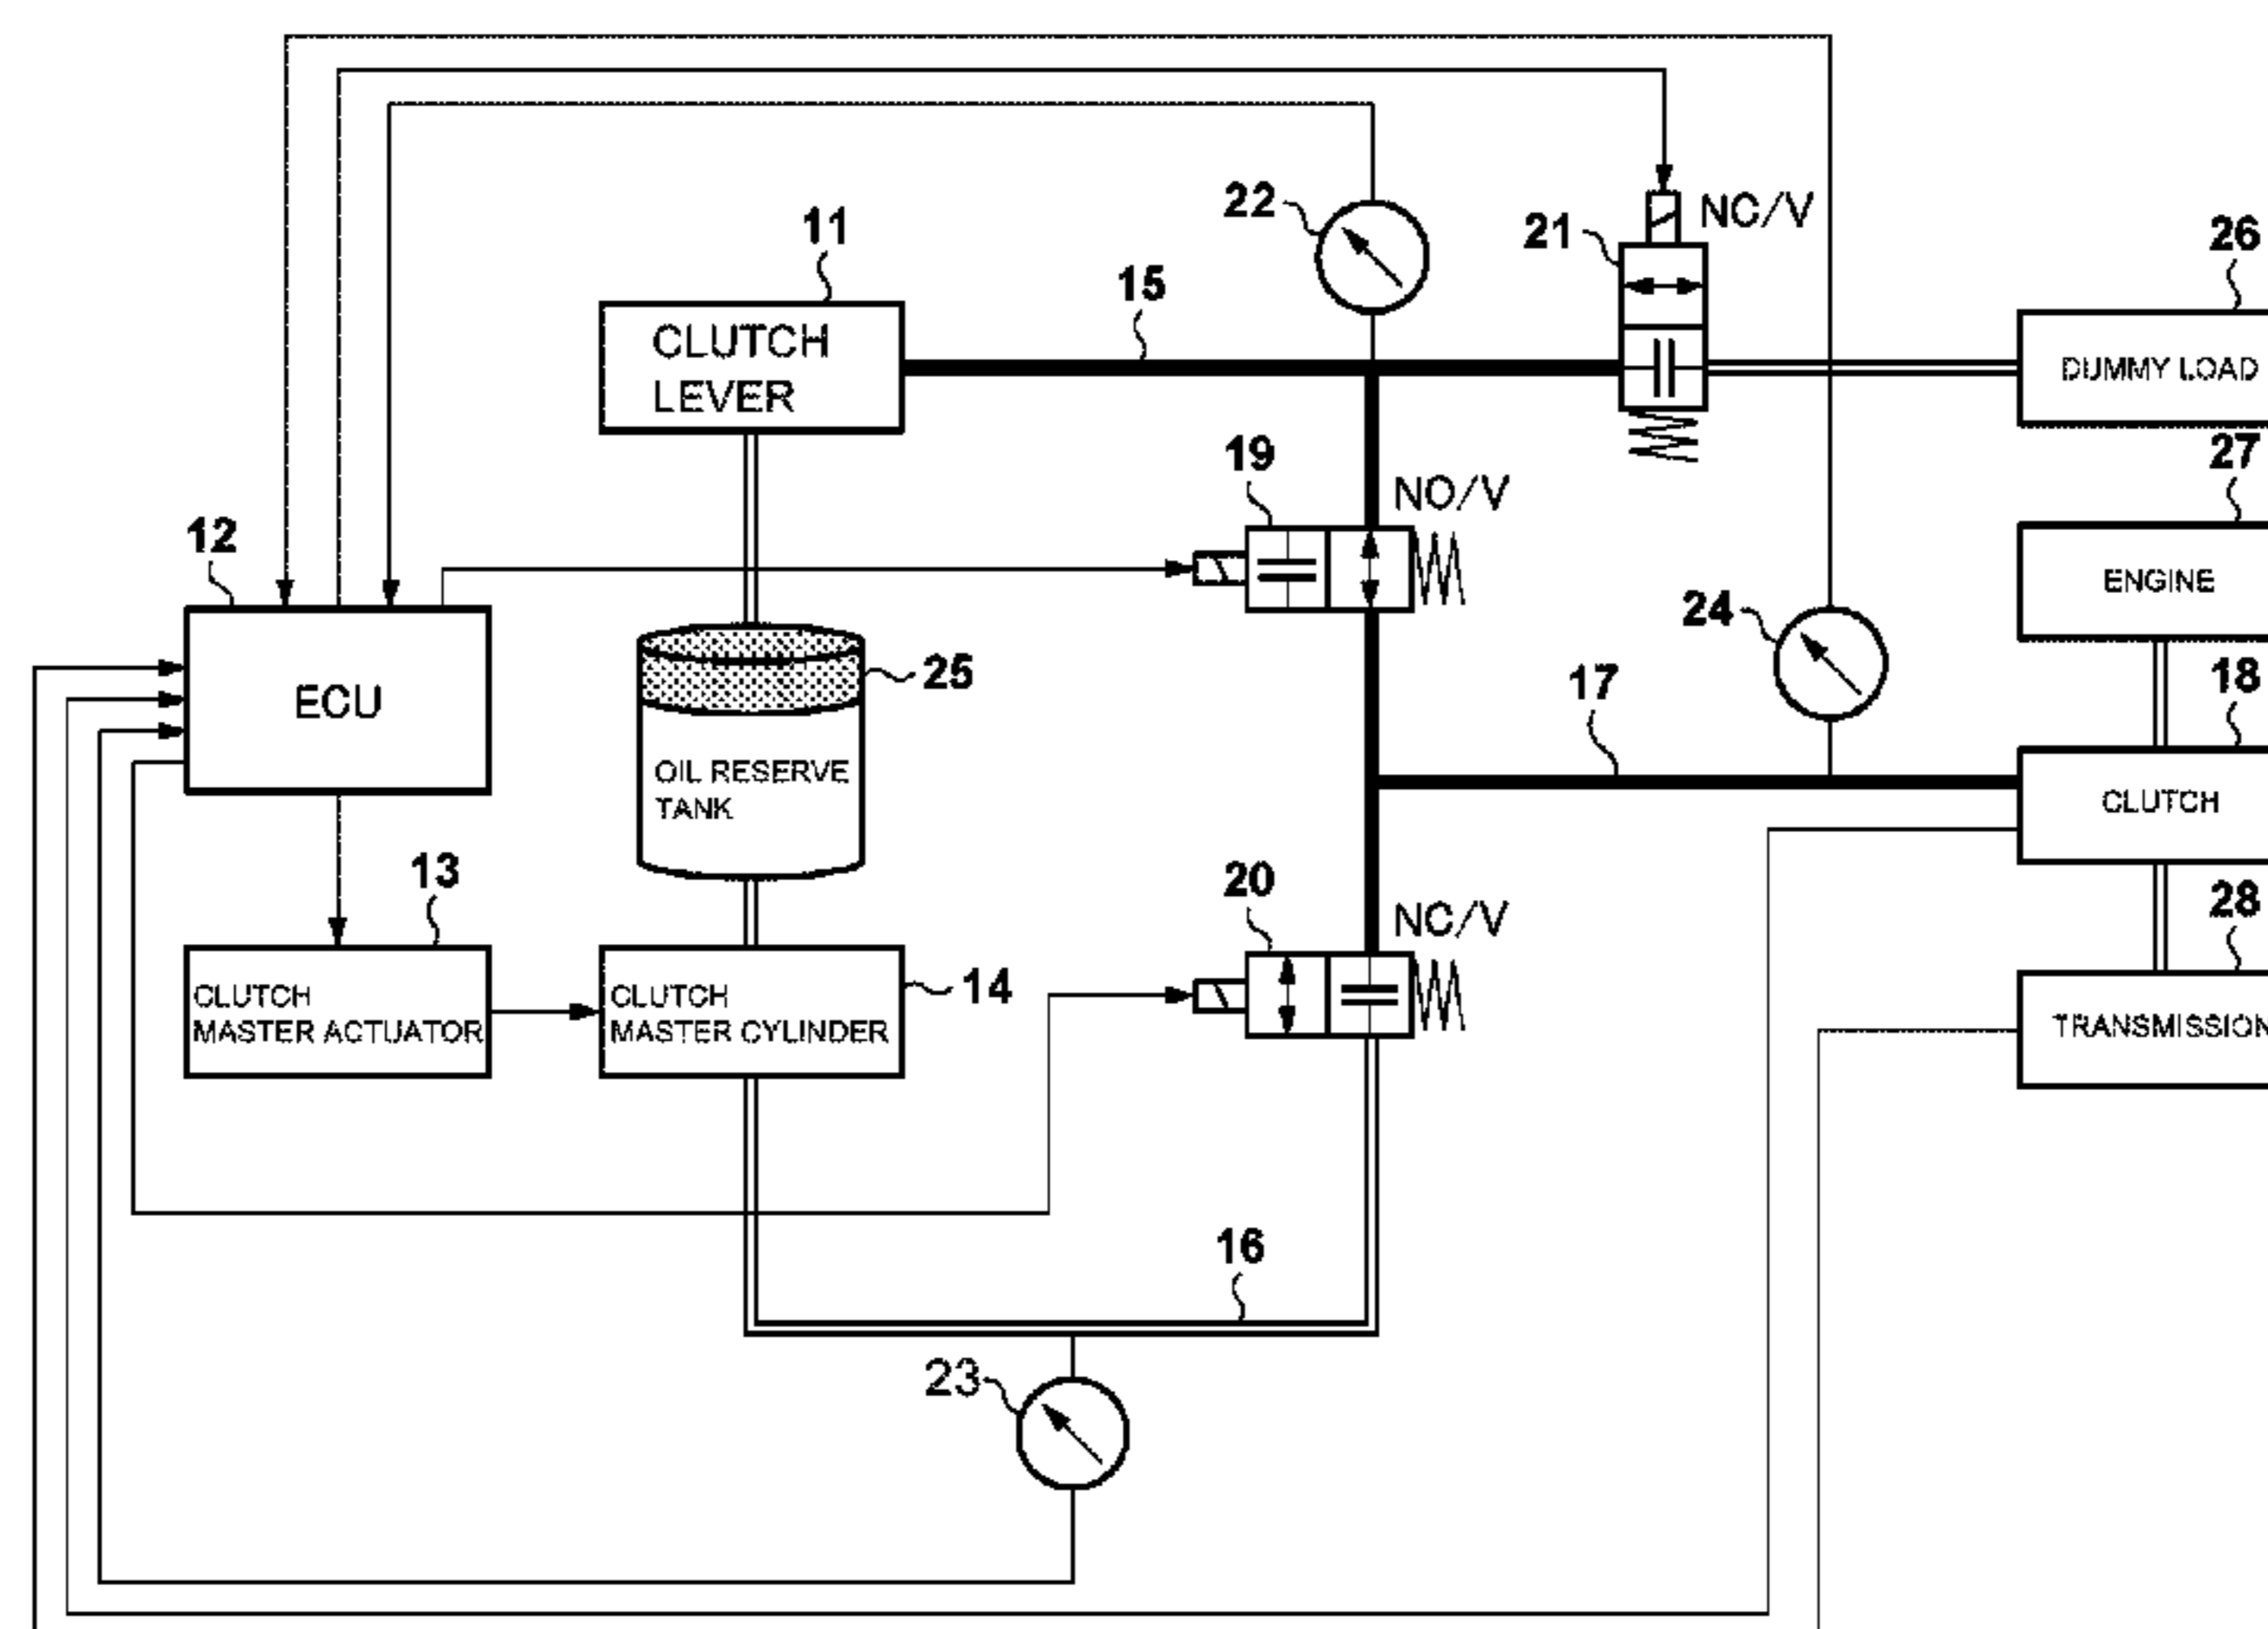 22
NC/V
21
26
11
15
CLUTCH
LEVER
DUMMY LOAD
19
27
NO/V
12
ENGINE
24
25
17
18
ECU
OIL RESERVE
TANK
CLUTCH
13
20
28
NC/V
CLUTCH
MASTER ACTUATOR
CLUTCH
MASTER CYLINDER
14
TRANSMISSION
16
23